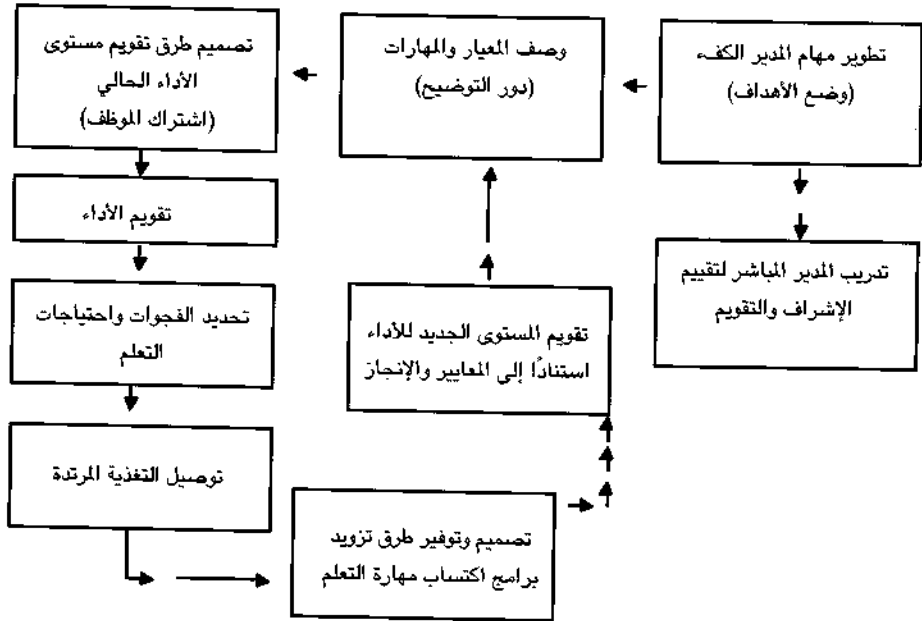 تطوير مهام المدير الكفء
(وضع الأهداف)
وصف المعيار والمهارات
(دور التوضيح)
تصميم طرق تقويم مستوى
الأداء الحالي
(اشتراك الموظف)
تقويم الأداء
تدريب المدير المباشر لتقييم
الإشراف والتقويم
تحديد الفجوات واحتياجات
التعلم
تقويم المستوى الجديد للأداء
استنادًا إلى المعايير والإنجاز
توصيل التغذية المرتدة
تصميم وتوفير طرق تزويد
برامج اكتساب مهارة التعلم